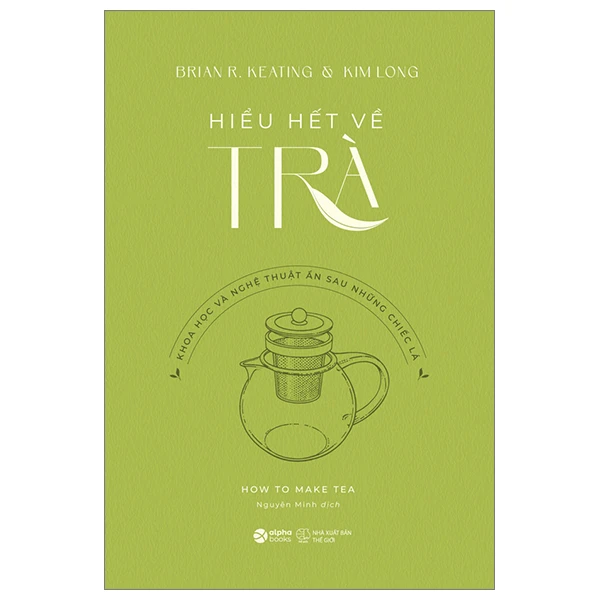 BRIAN R. KEATING & KIM LONG
HIỂU HẾT VỀ
TRÀ
KHOA HỌC VÀ NGHỆ THUẬT ẨN SAU NHỮNG CHIẾC LÁ
HOW TO MAKE TEA
Nguyên Minh dịch
alpha books
NHÀ XUẤT BẢN
THẾ GIỚI